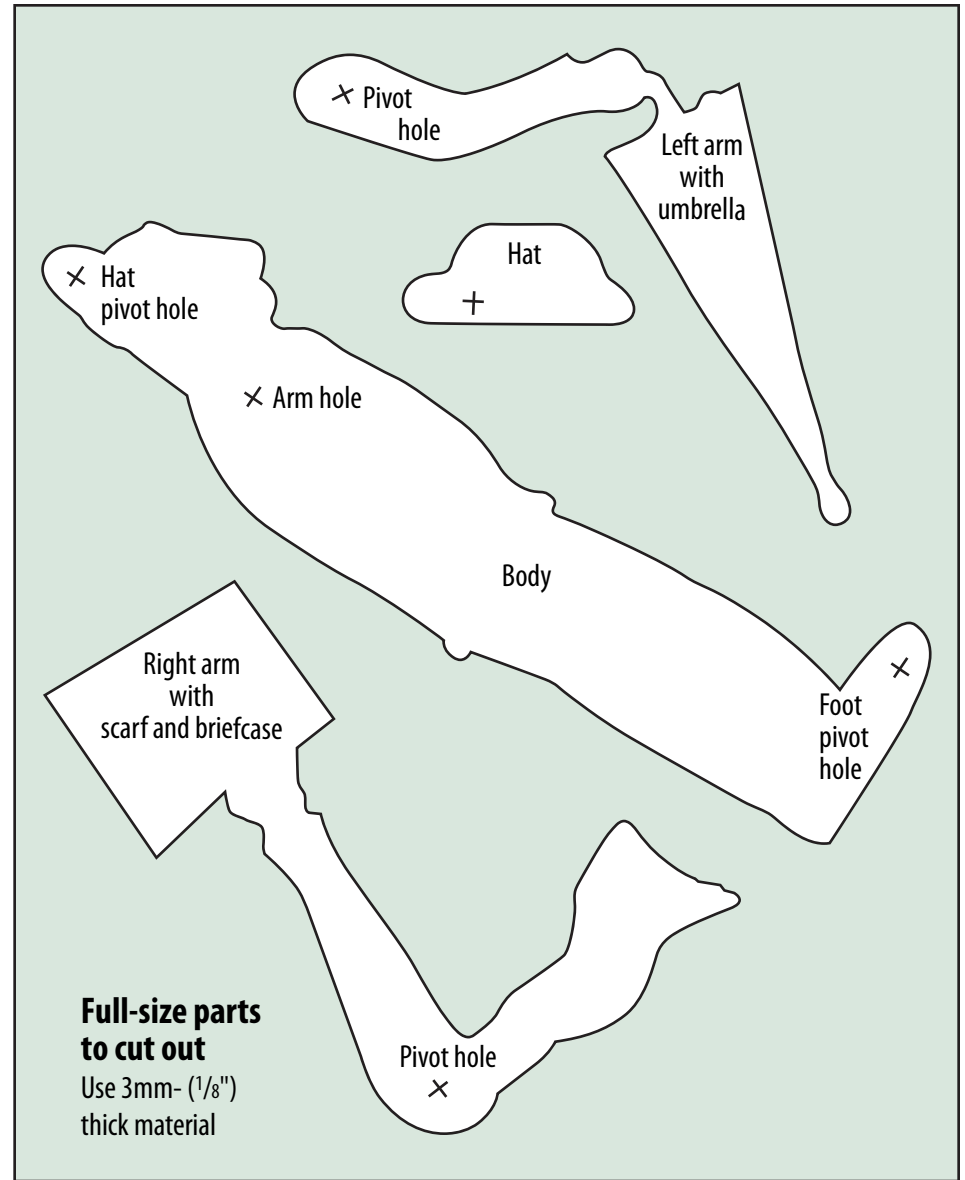 Pivot
hole
Left arm
with
umbrella
Hat
Hat
pivot hole
Arm hole
Body
Right arm
with
scarf and briefcase
Foot
pivot
hole
Pivot hole
Full-size parts
to cut out
Use 3mm- (1/8")
thick material